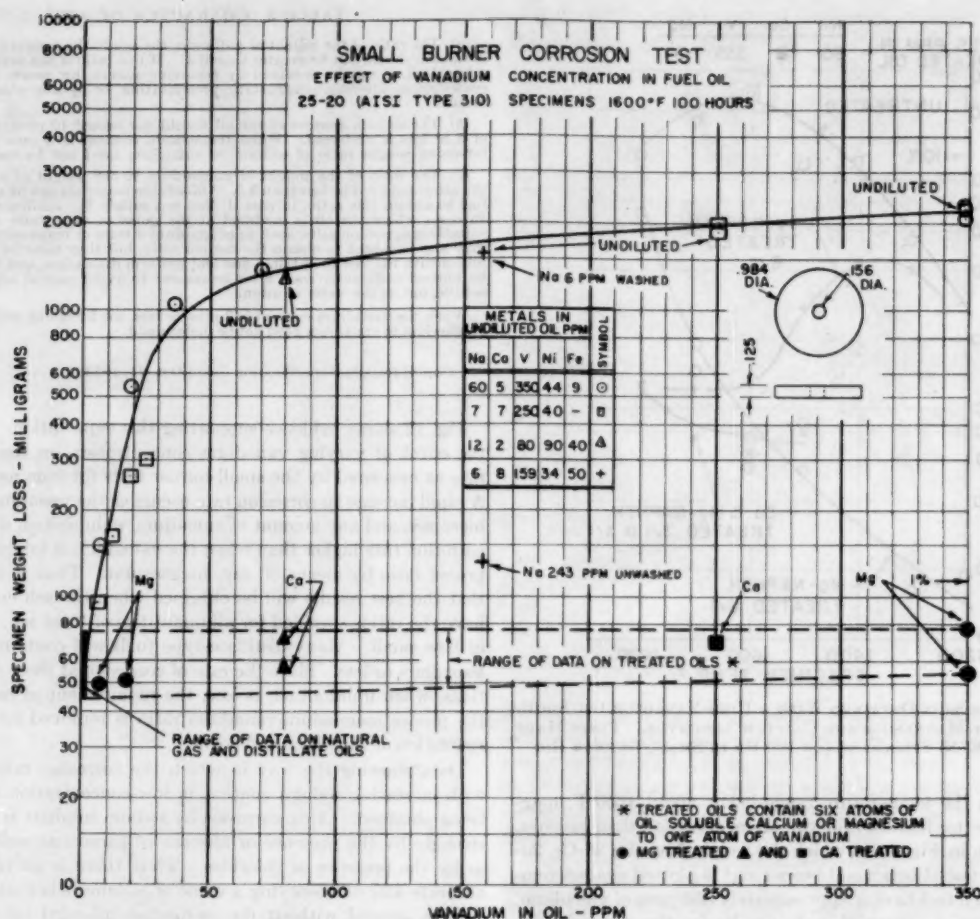 10000
8000
6000
5000
4000
3000
2000
1000
800
600
500
400
300
200
100
80
60
50
40
30
20
10
SPECIMEN WEIGHT LOSS - MILLIGRAMS
SMALL BURNER CORROSION TEST
EFFECT OF VANADIUM CONCENTRATION IN FUEL OIL
25-20 (AISI TYPE 310) SPECIMENS 1600°F 100 HOURS
UNDILUTED
UNDILUTED
Na 6 PPM WASHED
UNDILUTED
.984 DIA.
.156 DIA.
.125
METALS IN UNDILUTED OIL PPM
SYMBOL
Na Ca V Ni Fe
60 5 350 44 9 ⊙
7 7 250 40 - ⊡
12 2 80 90 40 △
6 8 159 34 50 +
Na 243 PPM UNWASHED
Mg
Ca
Ca
Mg 1%
RANGE OF DATA ON TREATED OILS *
RANGE OF DATA ON NATURAL
GAS AND DISTILLATE OILS
* TREATED OILS CONTAIN SIX ATOMS OF
OIL SOLUBLE CALCIUM OR MAGNESIUM
TO ONE ATOM OF VANADIUM
● MG TREATED ▲ AND ■ CA TREATED
0 50 100 150 200 250 300 350
VANADIUM IN OIL - PPM